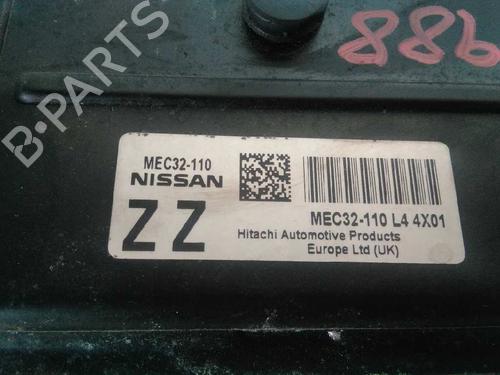 886
B-PARTS
MEC32-110
NISSAN
ZZ
MEC32-110 L4 4X01
Hitachi Automotive Products
Europe Ltd (UK)